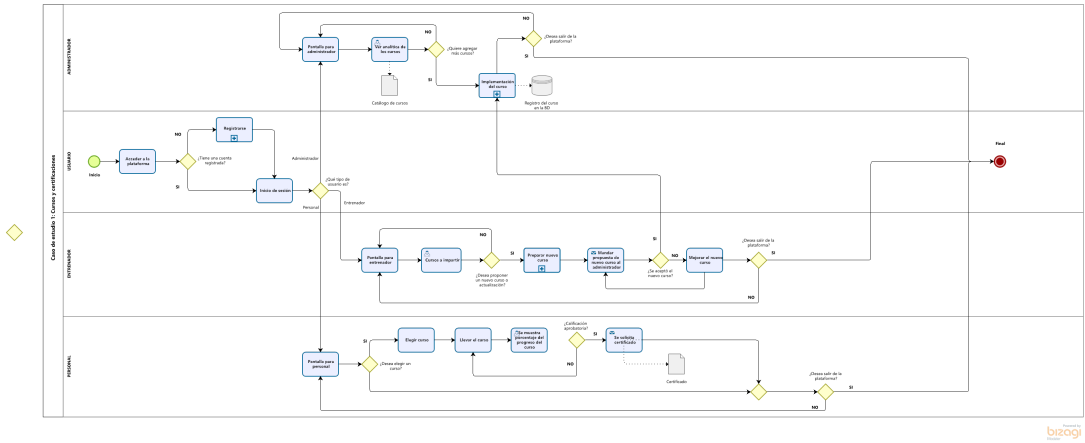 Caso de estudio 1: Cursos y certificaciones
ADMINISTRADOR
NO
NO
Pantalla para
administrador
Ver analítica de
los cursos
¿Quiere agregar
más cursos?
¿Desea salir de la
plataforma?
SI
SI
Implementación
del curso
Catálogo de cursos
Registro del curso
en la BD
USUARIO
Inicio
Acceder a la
plataforma
NO
Registrarse
¿Tiene una cuenta
registrada?
SI
Inicio de sesión
Administrador
¿Qué tipo de
usuario es?
Personal
Entrenador
Final
ENTRENADOR
NO
Pantalla para
entrenador
Cursos a impartir
¿Desea proponer
un nuevo curso o
actualización?
SI
Preparar nuevo
curso
Mandar
propuesta de
nuevo curso al
administrador
SI
NO
¿Se aceptó el
nuevo curso?
Mejorar el nuevo
curso
¿Desea salir de la
plataforma?
SI
NO
PERSONAL
Pantalla para
personal
SI
¿Desea elegir un
curso?
Elegir curso
Llevar el curso
Se muestra
porcentaje del
progreso del
curso
¿Calificación
aprobatoria?
SI
NO
Se solicita
certificado
Certificado
¿Desea salir de la
plataforma?
SI
NO
Powered by
bizagi
Modeler